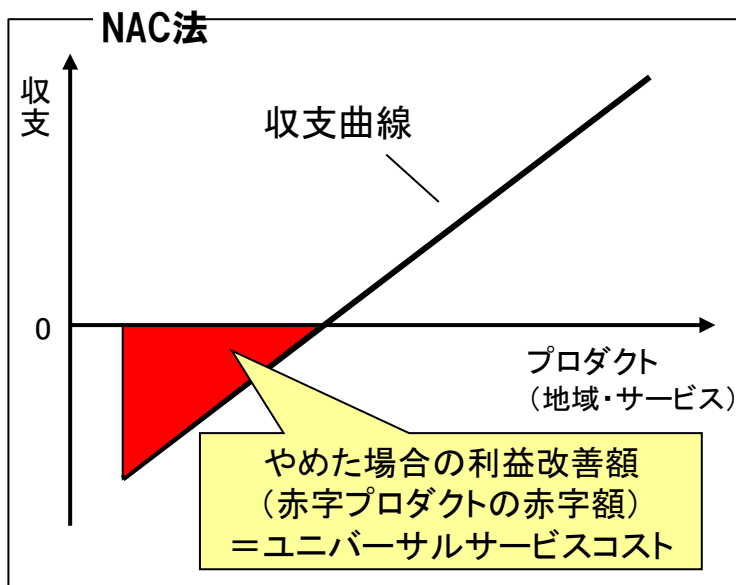 NAC法
収支
収支曲線
0
プロダクト
（地域・サービス）
やめた場合の利益改善額
（赤字プロダクトの赤字額）
＝ユニバーサルサービスコスト